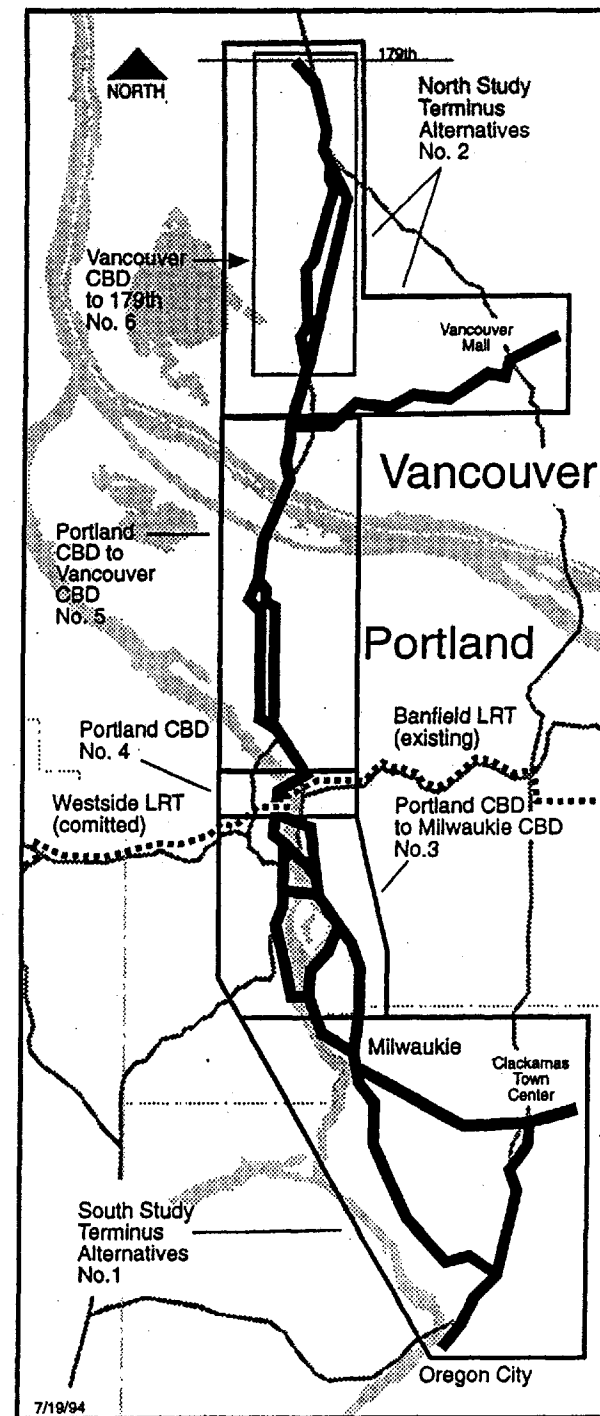 179th
NORTH
North Study
Terminus
Alternatives
No. 2
Vancouver
CBD
to 179th
No. 6
Vancouver
Mall
Vancouver
Portland
CBD to
Vancouver
CBD
No. 5
Portland
Portland CBD
No. 4
Banfield LRT
(existing)
Westside LRT
(comitted)
Portland CBD
to Milwaukie CBD
No.3
Milwaukie
Clackamas
Town
Center
South Study
Terminus
Alternatives
No.1
Oregon City
7/19/94